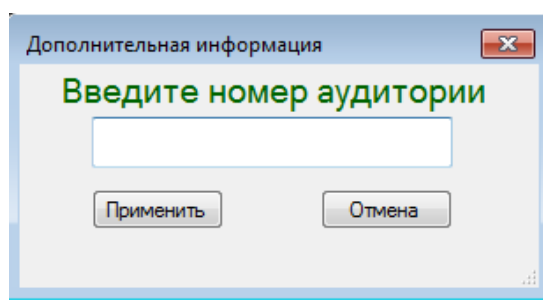 Дополнительная информация
Введите номер аудитории
Применить
Отмена